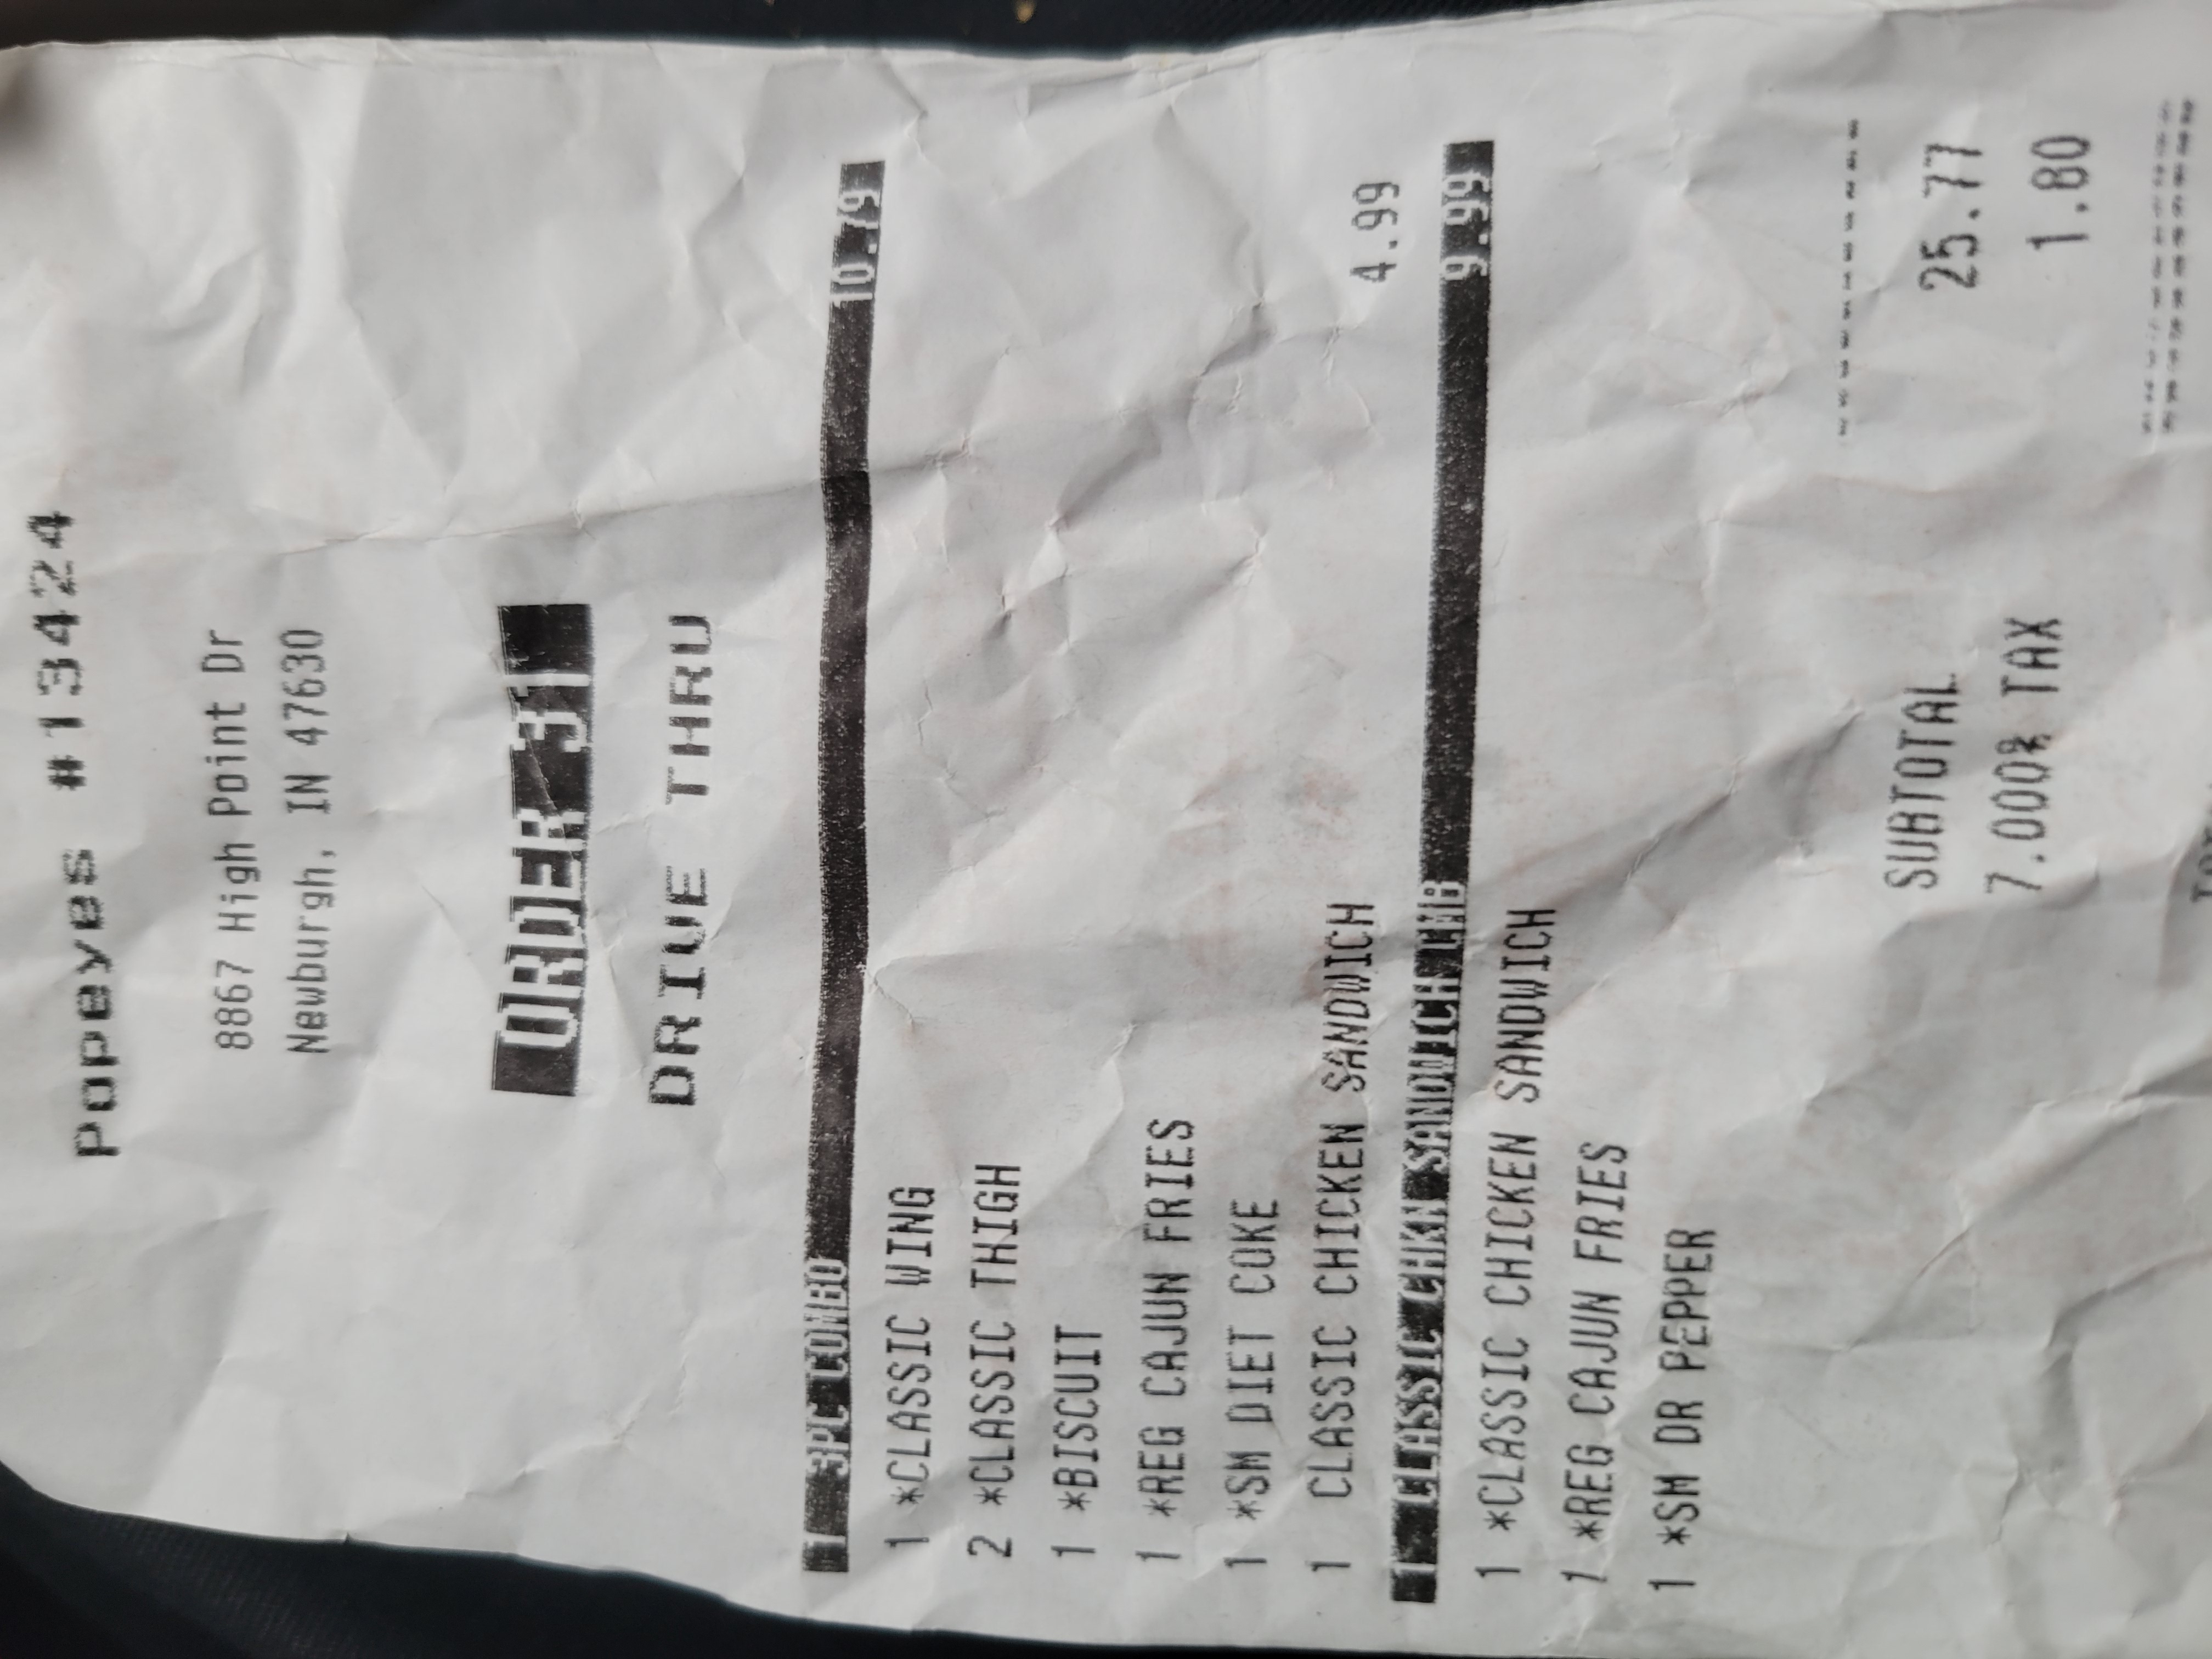 Popeyes #13424
8867 High Point Dr
Newburgh, IN 47630
ORDER 31
DRIVE THRU
1 3PC COMBO 10.79
1 *CLASSIC WING
2 *CLASSIC THIGH
1 *BISCUIT
1 *REG CAJUN FRIES
1 *SM DIET COKE
1 CLASSIC CHICKEN SANDWICH 4.99
1 CLASSIC CHKN SANDWICH CMB 9.99
1 *CLASSIC CHICKEN SANDWICH
1 *REG CAJUN FRIES
1 *SM DR PEPPER
SUBTOTAL 25.77
7.000% TAX 1.80